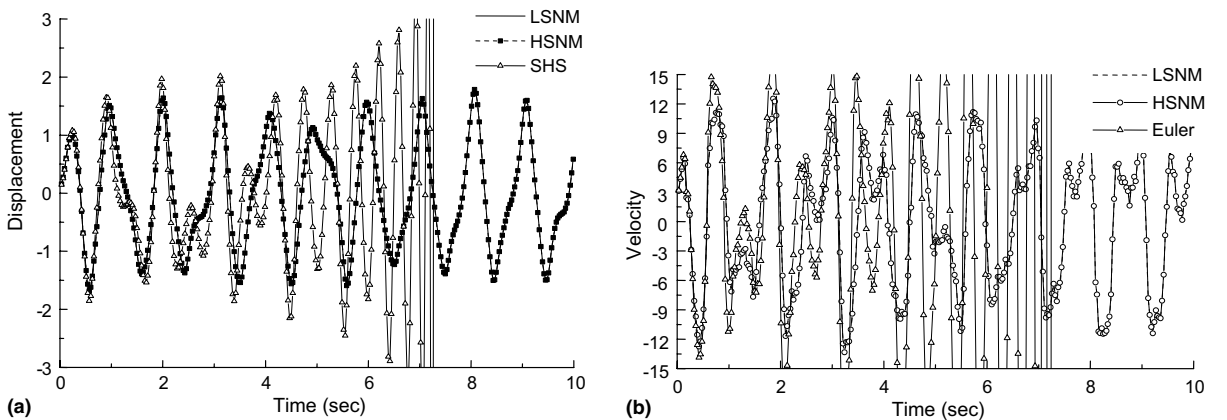 3
2
1
0
-1
-2
-3
Displacement
LSNM
HSNM
SHS
0 2 4 6 8 10
Time (sec)
(a)
15
12
9
6
3
0
-3
-6
-9
-12
-15
Velocity
LSNM
HSNM
Euler
0 2 4 6 8 10
Time (sec)
(b)